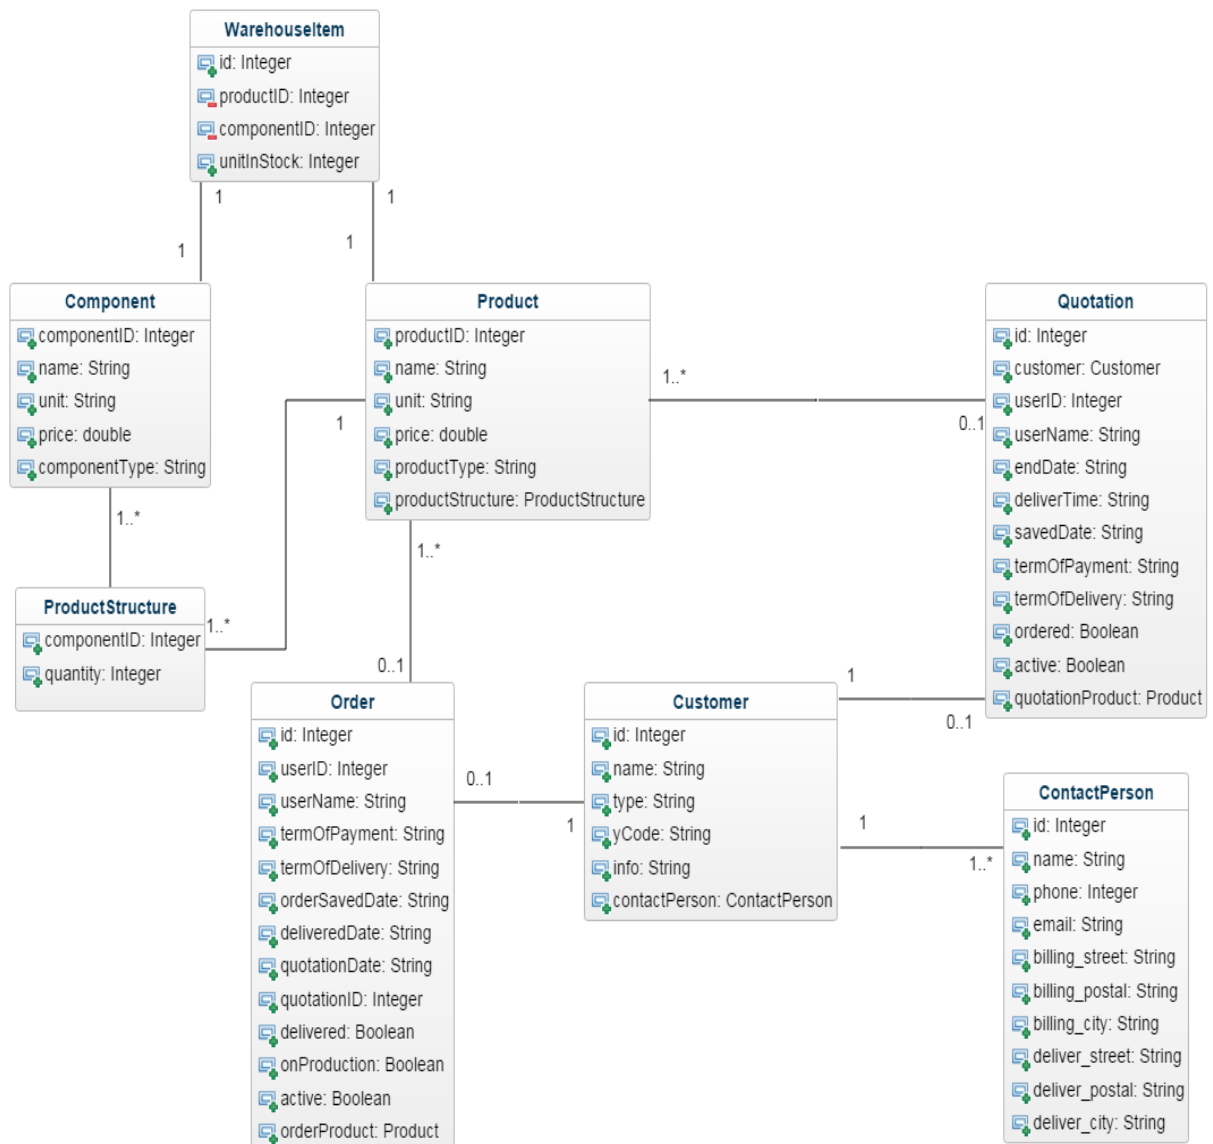 WarehouseItem
id: Integer
productID: Integer
componentID: Integer
unitInStock: Integer
1
1
1
1
Component
componentID: Integer
name: String
unit: String
price: double
componentType: String
Product
productID: Integer
name: String
unit: String
price: double
productType: String
productStructure: ProductStructure
Quotation
id: Integer
customer: Customer
userID: Integer
userName: String
endDate: String
deliverTime: String
savedDate: String
termOfPayment: String
termOfDelivery: String
ordered: Boolean
active: Boolean
quotationProduct: Product
1..*
0..1
1
1..*
1..*
ProductStructure
componentID: Integer
quantity: Integer
1..*
0..1
Order
id: Integer
userID: Integer
userName: String
termOfPayment: String
termOfDelivery: String
orderSavedDate: String
deliveredDate: String
quotationDate: String
quotationID: Integer
delivered: Boolean
onProduction: Boolean
active: Boolean
orderProduct: Product
0..1
1
Customer
id: Integer
name: String
type: String
yCode: String
info: String
contactPerson: ContactPerson
1
0..1
1
1..*
ContactPerson
id: Integer
name: String
phone: Integer
email: String
billing_street: String
billing_postal: String
billing_city: String
deliver_street: String
deliver_postal: String
deliver_city: String